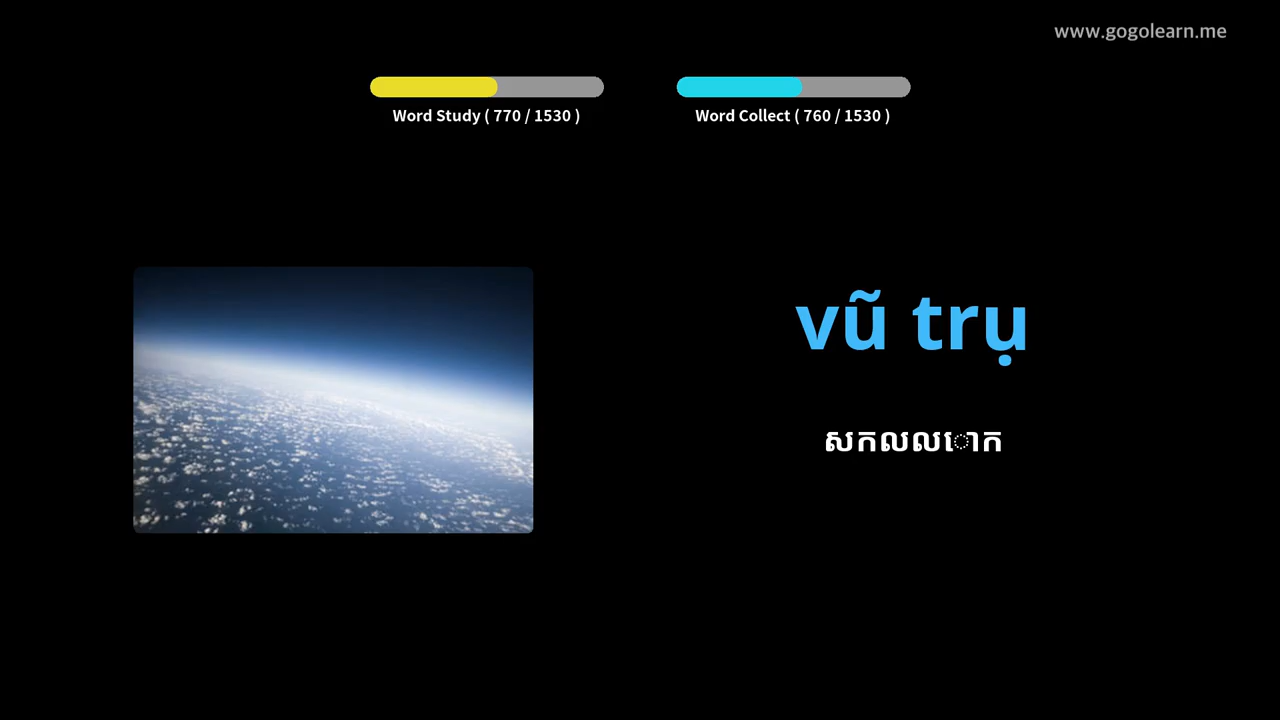 www.gogolearn.me
Word Study ( 770 / 1530 )
Word Collect ( 760 / 1530 )
vũ trụ
សកលលោក